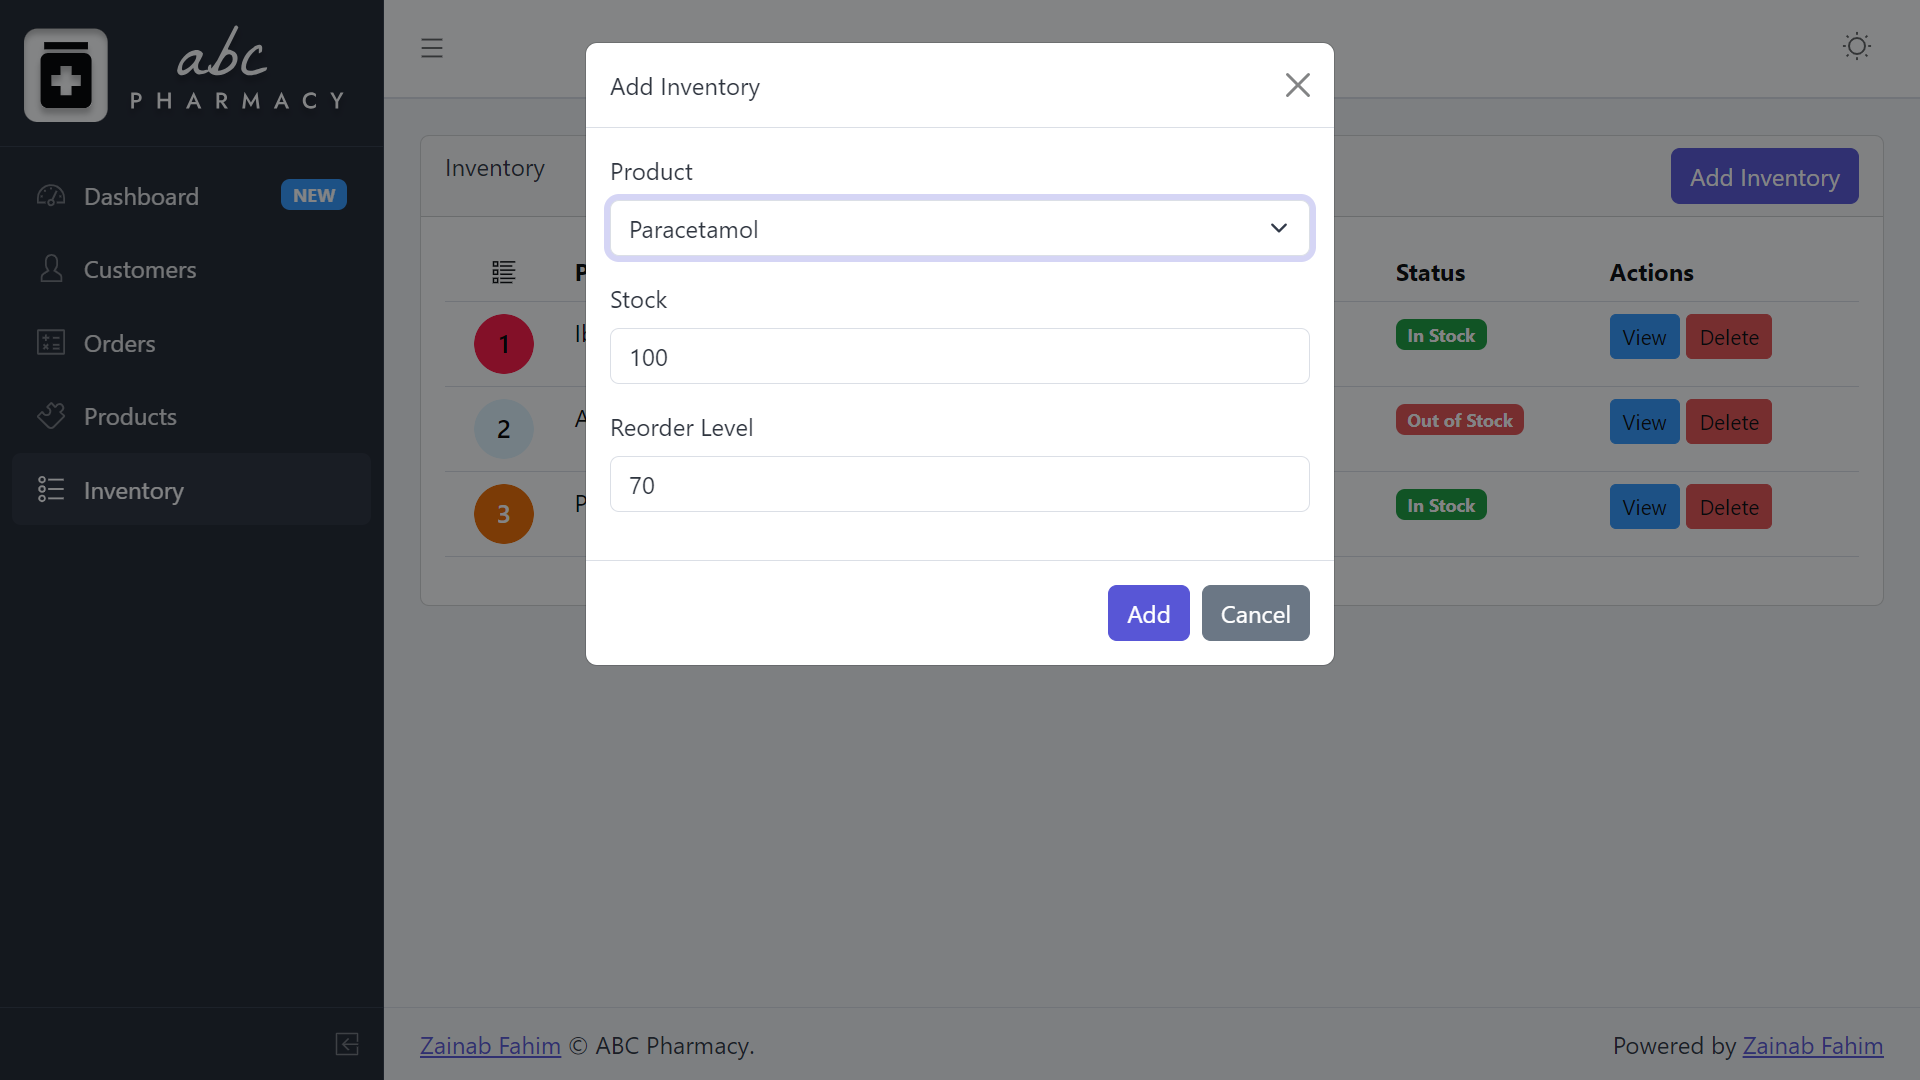 abc
PHARMACY
Dashboard NEW
Customers
Orders
Products
Inventory
Inventory
Add Inventory
Status Actions
1 In Stock View Delete
2 Out of Stock View Delete
3 In Stock View Delete
Add Inventory
Product
Paracetamol
Stock
100
Reorder Level
70
Add Cancel
Zainab Fahim © ABC Pharmacy.
Powered by Zainab Fahim